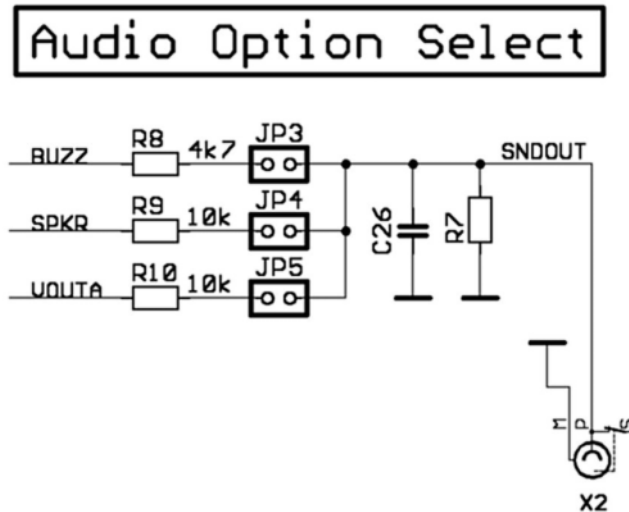 Audio Option Select
BUZZ R8 4k7 JP3 SNDOUT
SPKR R9 10k JP4 C26 R7
VOUTA R10 10k JP5
M P S
X2